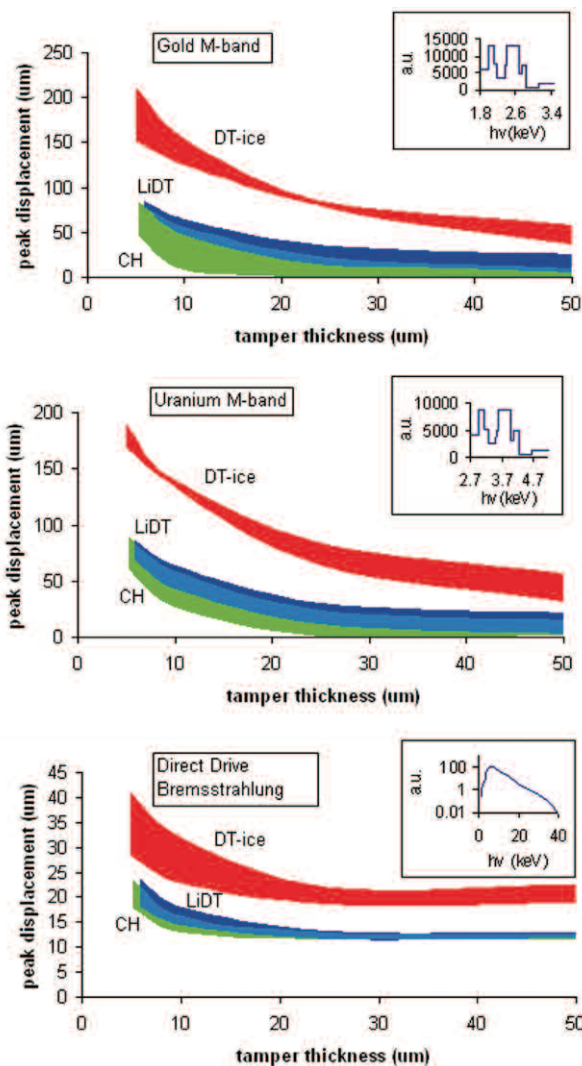 Gold M-band
a.u.
15000
10000
5000
0
1.8 2.6 3.4
hv(keV)
peak displacement (um)
250
200
150
100
50
0
DT-ice
LiDT
CH
0 10 20 30 40 50
tamper thickness (um)
Uranium M-band
a.u.
10000
5000
0
2.7 3.7 4.7
hv(keV)
peak displacement (um)
200
150
100
50
0
DT-ice
LiDT
CH
0 10 20 30 40 50
tamper thickness (um)
Direct Drive
Bremsstrahlung
a.u.
100
1
0.01
0 20 40
hv (keV)
peak displacement (um)
45
40
35
30
25
20
15
10
5
0
DT-ice
LiDT
CH
0 10 20 30 40 50
tamper thickness (um)